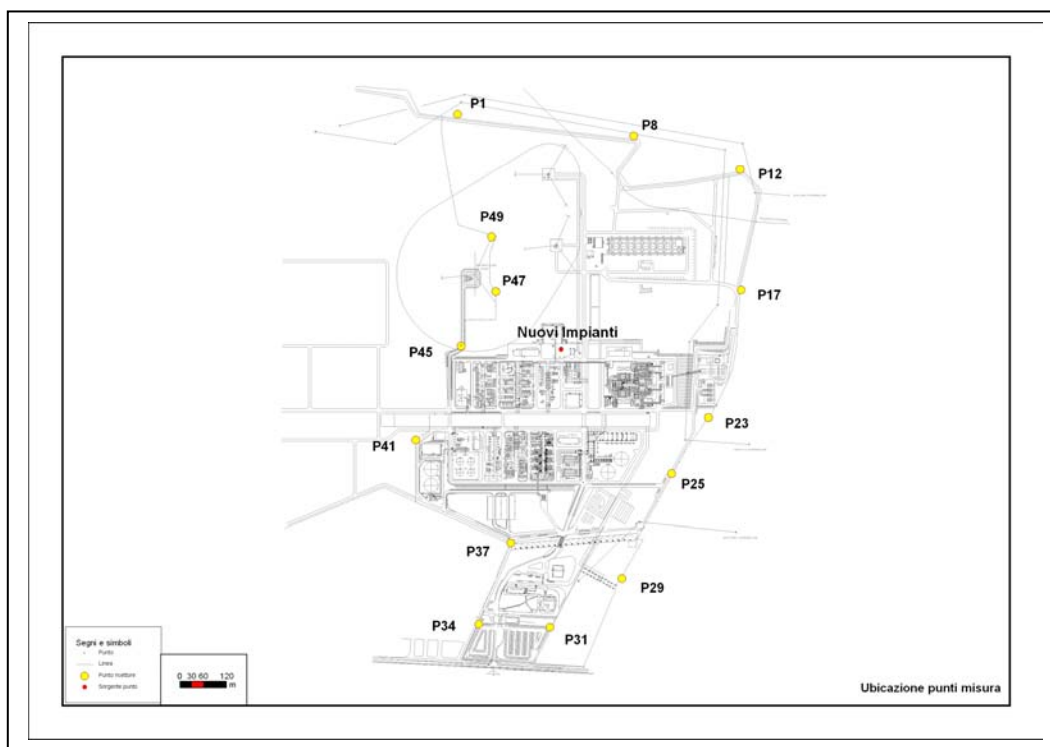 P1
P8
P12
P49
P47
P17
Nuovi Impianti
P45
P23
P41
P25
P37
P29
P34
P31
Segni e simboli
Punto
Linea
Punto ricettore
Sorgente punto
0 30 60 120
m
Ubicazione punti misura